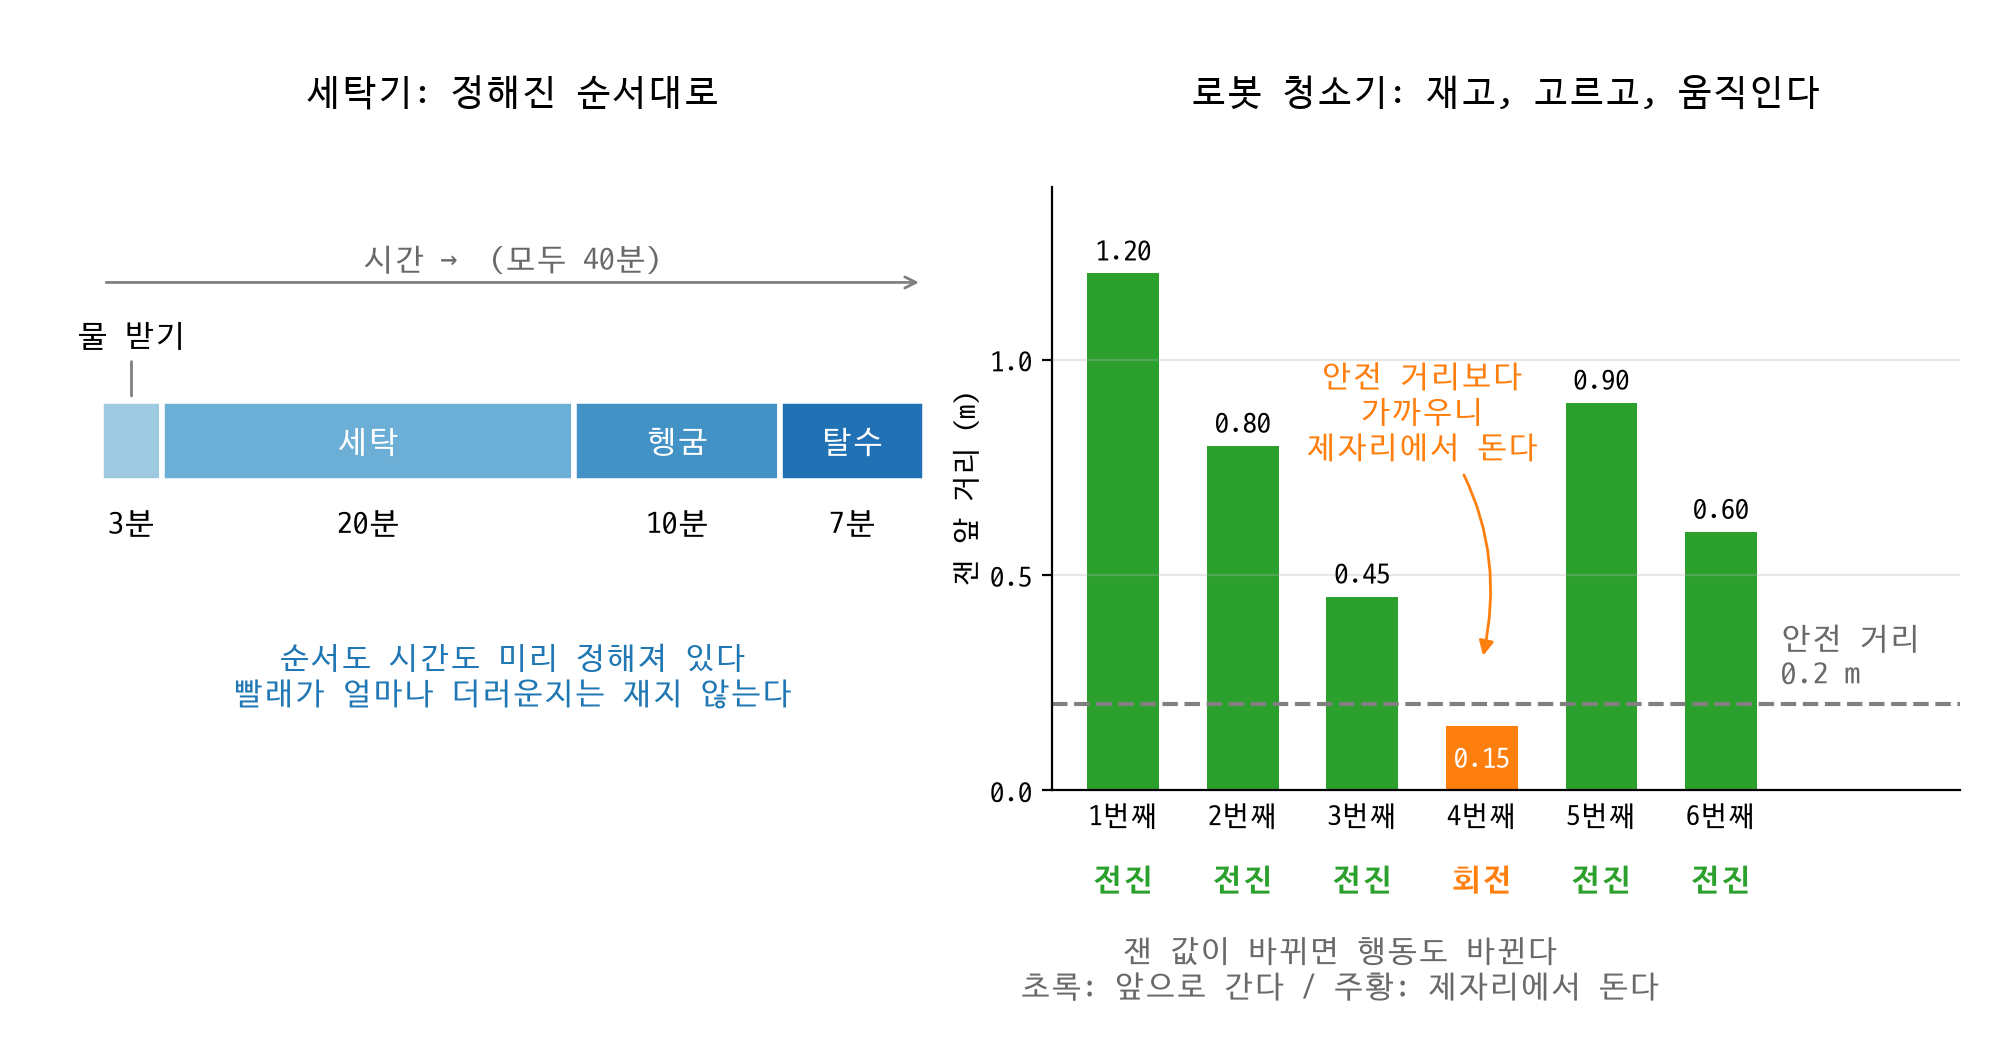 세탁기: 정해진 순서대로
시간 → (모두 40분)
물 받기
세탁
헹굼
탈수
3분
20분
10분
7분
순서도 시간도 미리 정해져 있다
빨래가 얼마나 더러운지는 재지 않는다
로봇 청소기: 재고, 고르고, 움직인다
잰 앞 거리 (m)
1.0
0.5
0.0
1.20
0.80
0.45
0.15
0.90
0.60
안전 거리보다
가까우니
제자리에서 돈다
안전 거리
0.2 m
1번째
2번째
3번째
4번째
5번째
6번째
전진
전진
전진
회전
전진
전진
잰 값이 바뀌면 행동도 바뀐다
초록: 앞으로 간다 / 주황: 제자리에서 돈다